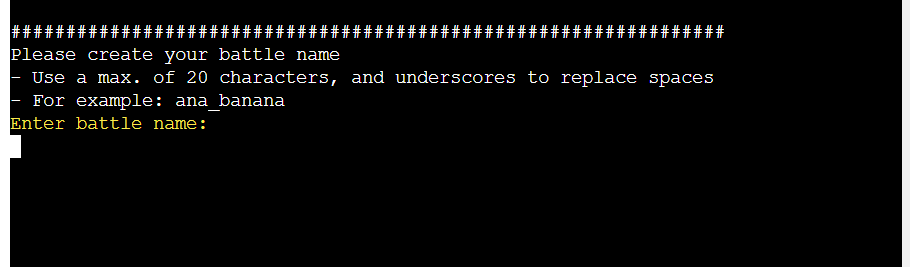 #################################################################
Please create your battle name
- Use a max. of 20 characters, and underscores to replace spaces
- For example: ana_banana
Enter battle name: